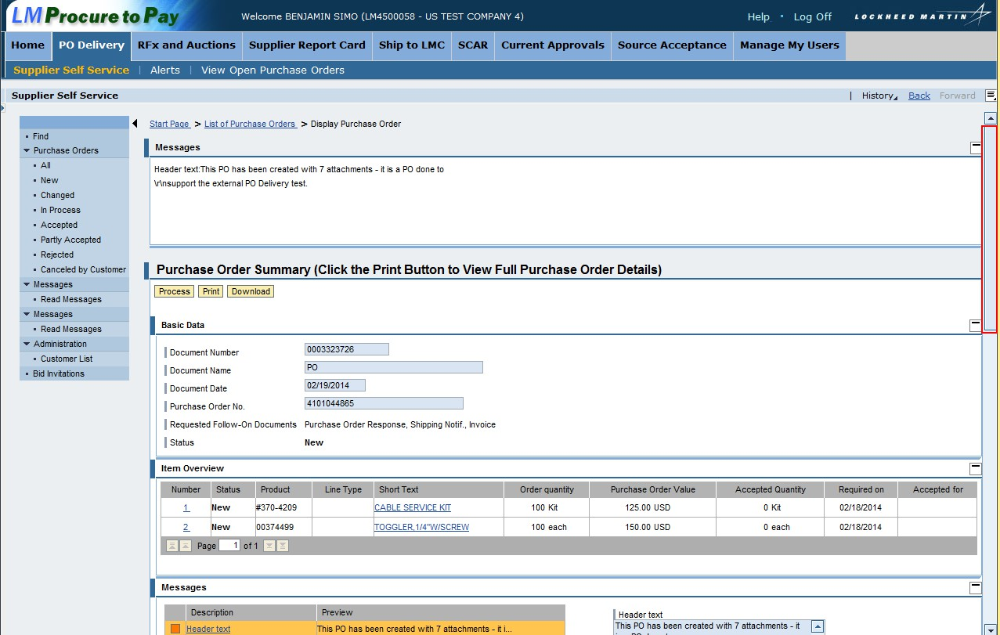 LM Procure to Pay
Welcome BENJAMIN SIMO (LM4500058 - US TEST COMPANY 4)
Help
Log Off
LOCKHEED MARTIN
Home
PO Delivery
RFx and Auctions
Supplier Report Card
Ship to LMC
SCAR
Current Approvals
Source Acceptance
Manage My Users
Supplier Self Service | Alerts | View Open Purchase Orders
Supplier Self Service
| History
Back
Forward
Find
Purchase Orders
All
New
Changed
In Process
Accepted
Partly Accepted
Rejected
Canceled by Customer
Messages
Read Messages
Messages
Read Messages
Administration
Customer List
Bid Invitations
Start Page > List of Purchase Orders > Display Purchase Order
Messages
Header text:This PO has been created with 7 attachments - it is a PO done to
\r\nsupport the external PO Delivery test.
Purchase Order Summary (Click the Print Button to View Full Purchase Order Details)
Process Print Download
Basic Data
Document Number 0003323726
Document Name PO
Document Date 02/19/2014
Purchase Order No. 4101044865
Requested Follow-On Documents Purchase Order Response, Shipping Notif., Invoice
Status New
Item Overview
Number Status Product Line Type Short Text Order quantity Purchase Order Value Accepted Quantity Required on Accepted for
1 New #370-4209 CABLE SERVICE KIT 100 Kit 125.00 USD 0 Kit 02/18/2014
2 New 00374499 TOGGLER,1/4"W/SCREW 100 each 150.00 USD 0 each 02/18/2014
Page 1 of 1
Messages
Description Preview
Header text This PO has been created with 7 attachments - it i...
Header text
This PO has been created with 7 attachments - it